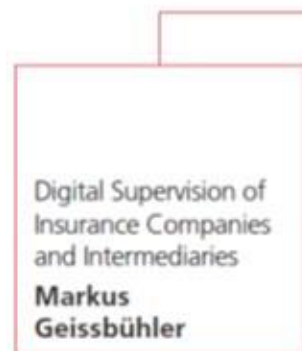 Digital Supervision of
Insurance Companies
and Intermediaries
Markus
Geissbühler